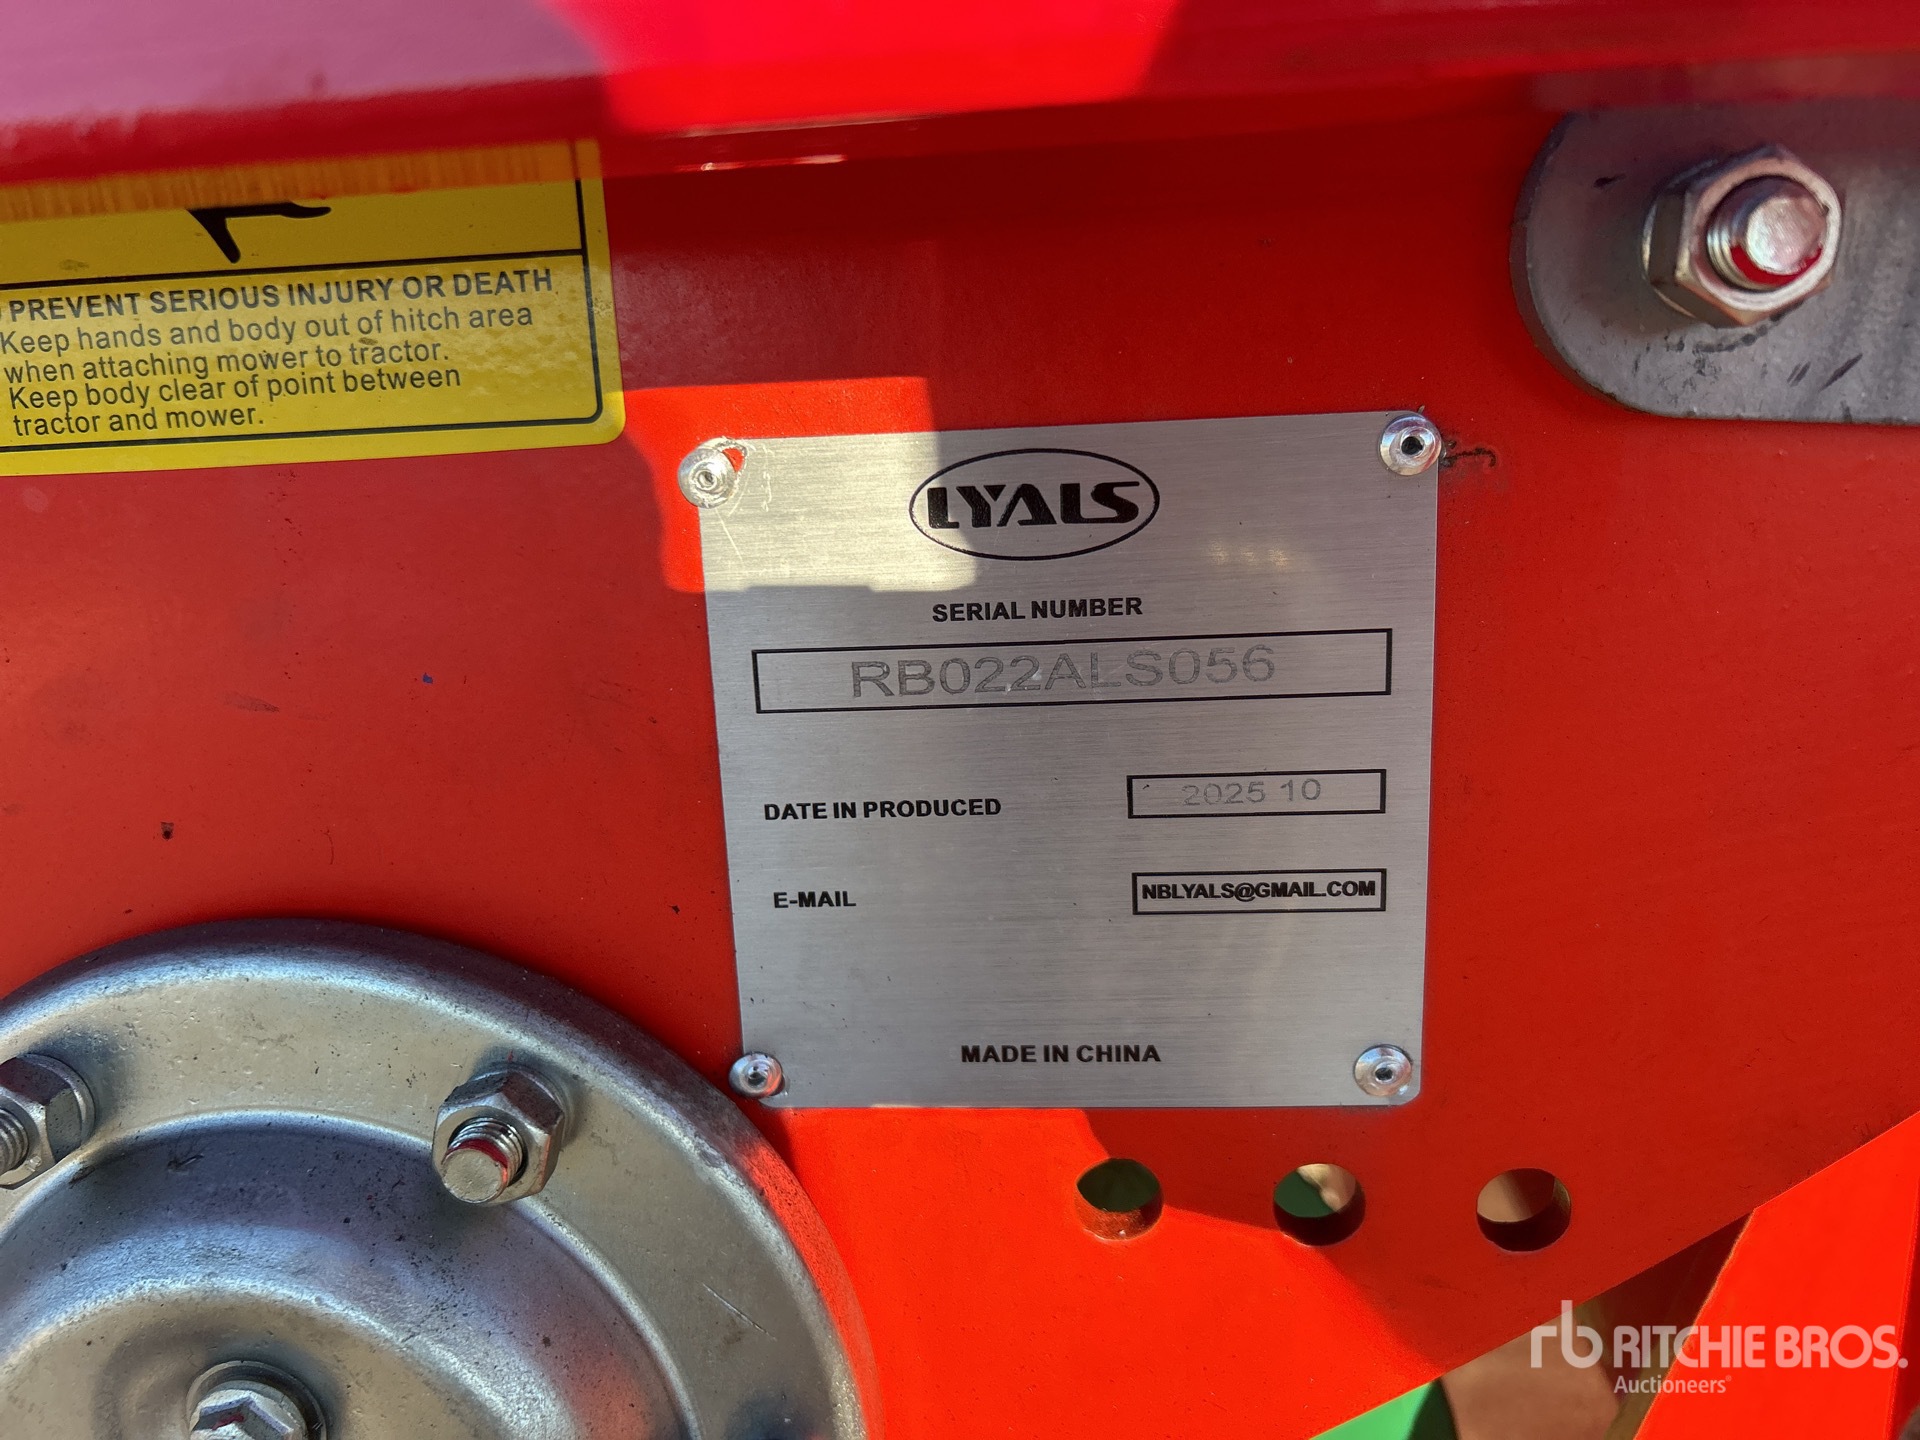 PREVENT SERIOUS INJURY OR DEATH
Keep hands and body out of hitch area
when attaching mower to tractor.
Keep body clear of point between
tractor and mower.
LYALS
SERIAL NUMBER
RB022ALS056
DATE IN PRODUCED
2025 10
E-MAIL
NBLYALS@GMAIL.COM
MADE IN CHINA
rb RITCHIE BROS.
Auctioneers